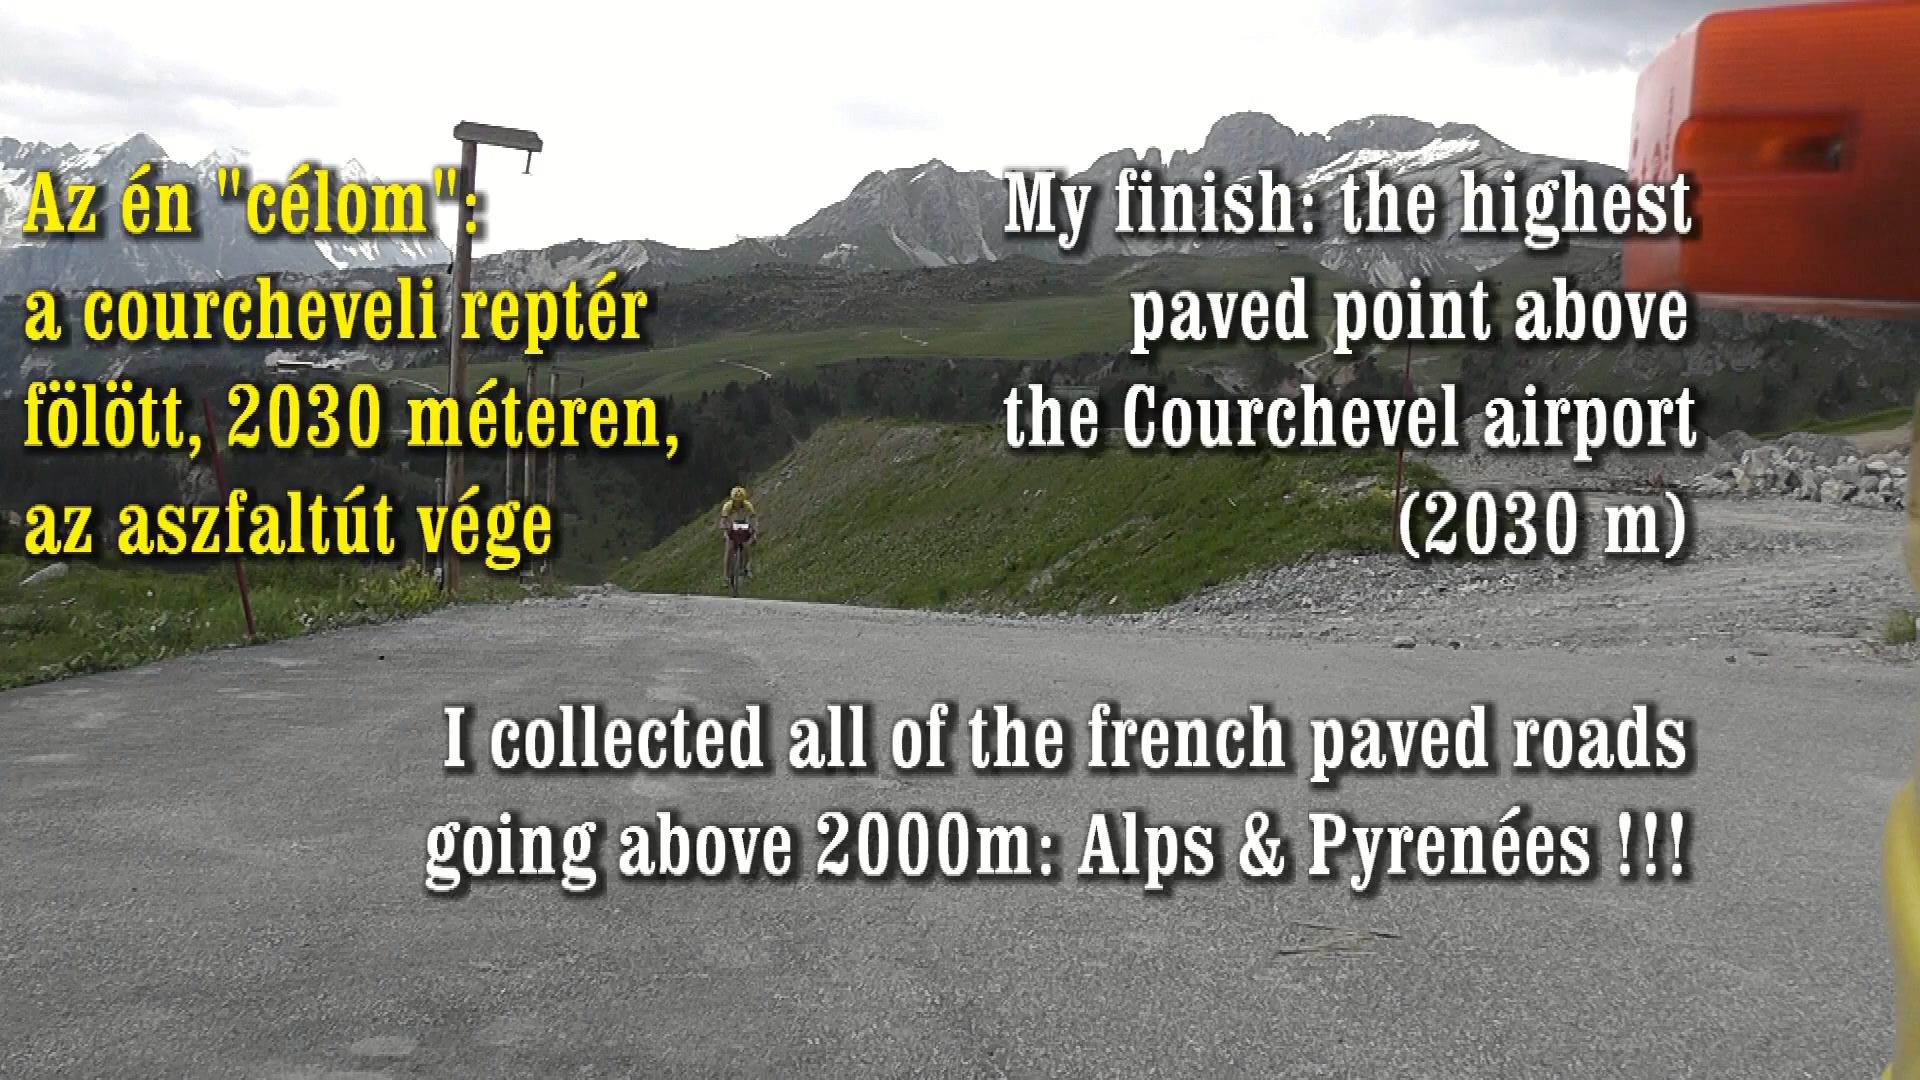 Az én "célom":
a courcheveli reptér
fölött, 2030 méteren,
az aszfaltút vége
My finish: the highest
paved point above
the Courchevel airport
(2030 m)
I collected all of the french paved roads
going above 2000m: Alps & Pyrenées !!!